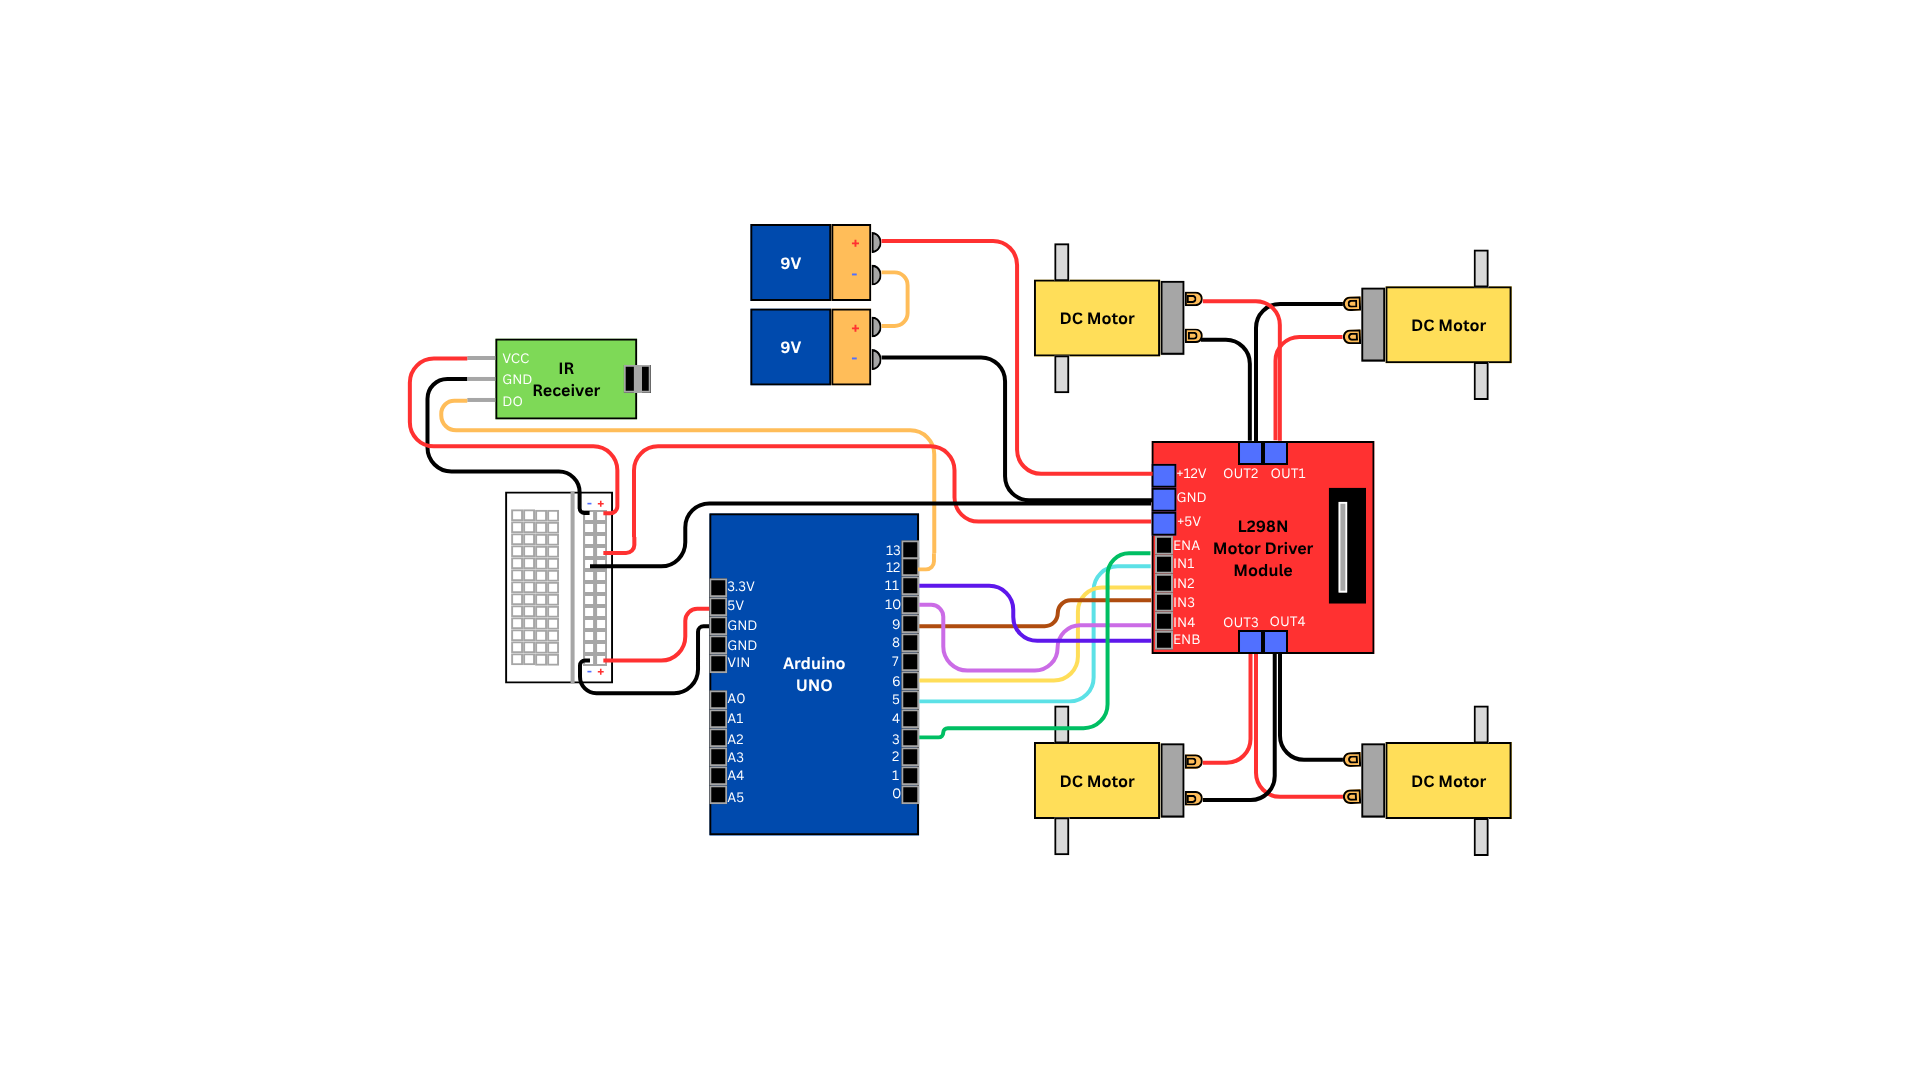 9V
+
-
9V
+
-
VCC
GND
DO
IR
Receiver
- +
- +
3.3V
5V
GND
GND
VIN
A0
A1
A2
A3
A4
A5
Arduino
UNO
13
12
11
10
9
8
7
6
5
4
3
2
1
0
DC Motor
DC Motor
OUT2 OUT1
+12V
GND
+5V
ENA
IN1
IN2
IN3
IN4
ENB
L298N
Motor Driver
Module
OUT3 OUT4
DC Motor
DC Motor